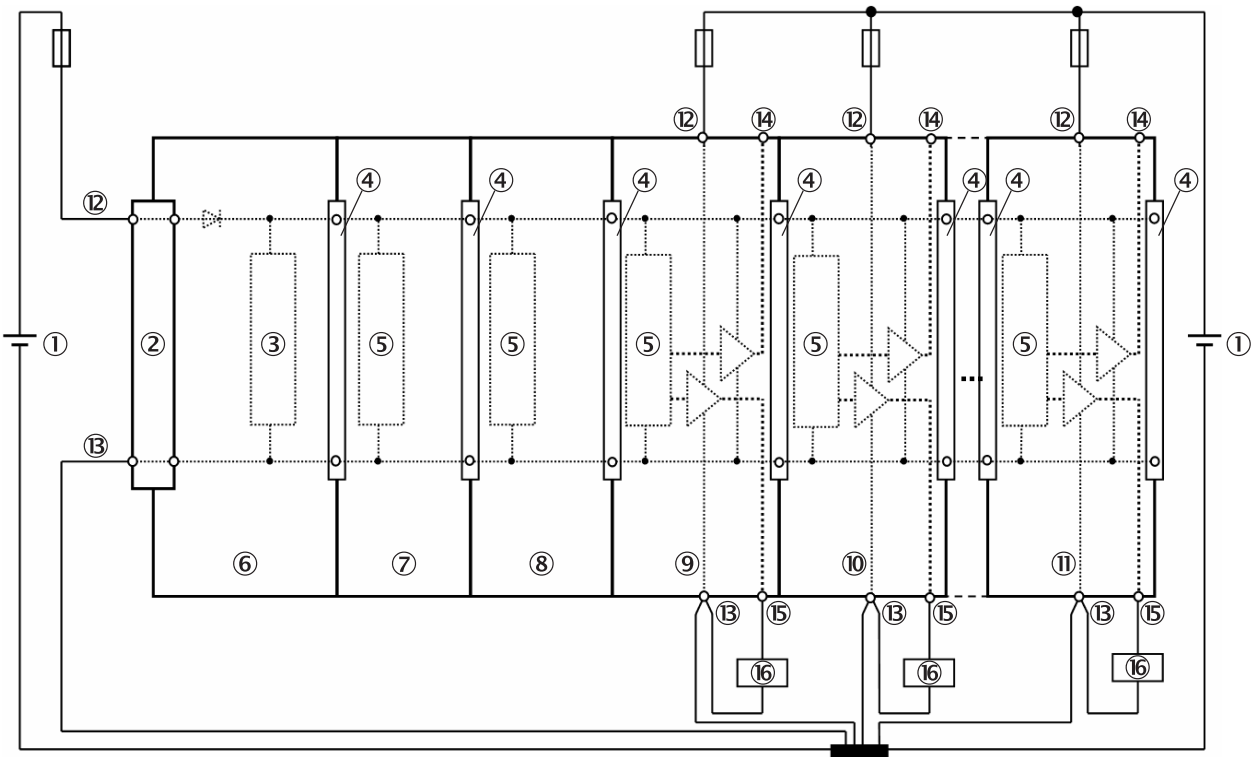 ⑫ ⑭ ⑫ ⑭ ⑫ ⑭
④ ④ ④ ④ ④ ④ ④
⑫
① ② ③ ⑤ ⑤ ⑤ ⑤ ⑤ ①
...
⑬
⑥ ⑦ ⑧ ⑨ ⑩ ⑪
⑬ ⑮ ⑬ ⑮ ⑬ ⑮
⑯ ⑯ ⑯